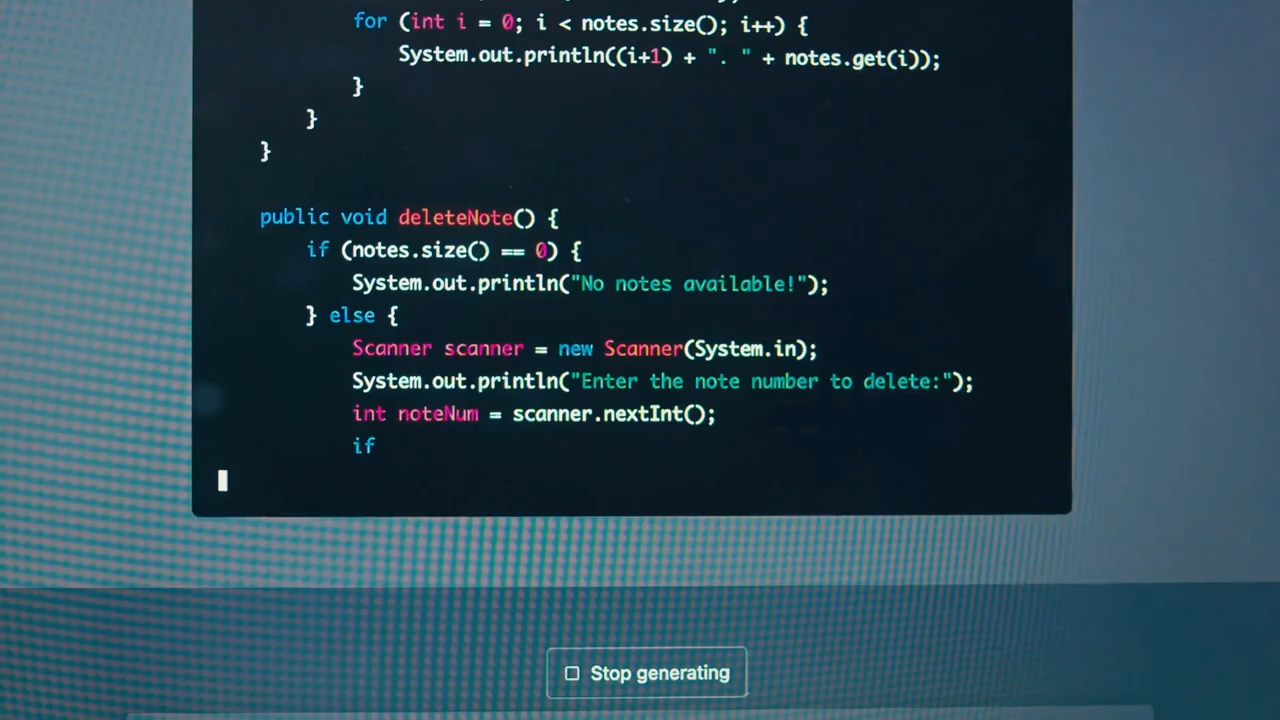 for (int i = 0; i < notes.size(); i++) {
System.out.println((i+1) + ". " + notes.get(i));
}
}
}
public void deleteNote() {
if (notes.size() == 0) {
System.out.println("No notes available!");
} else {
Scanner scanner = new Scanner(System.in);
System.out.println("Enter the note number to delete:");
int noteNum = scanner.nextInt();
if
Stop generating